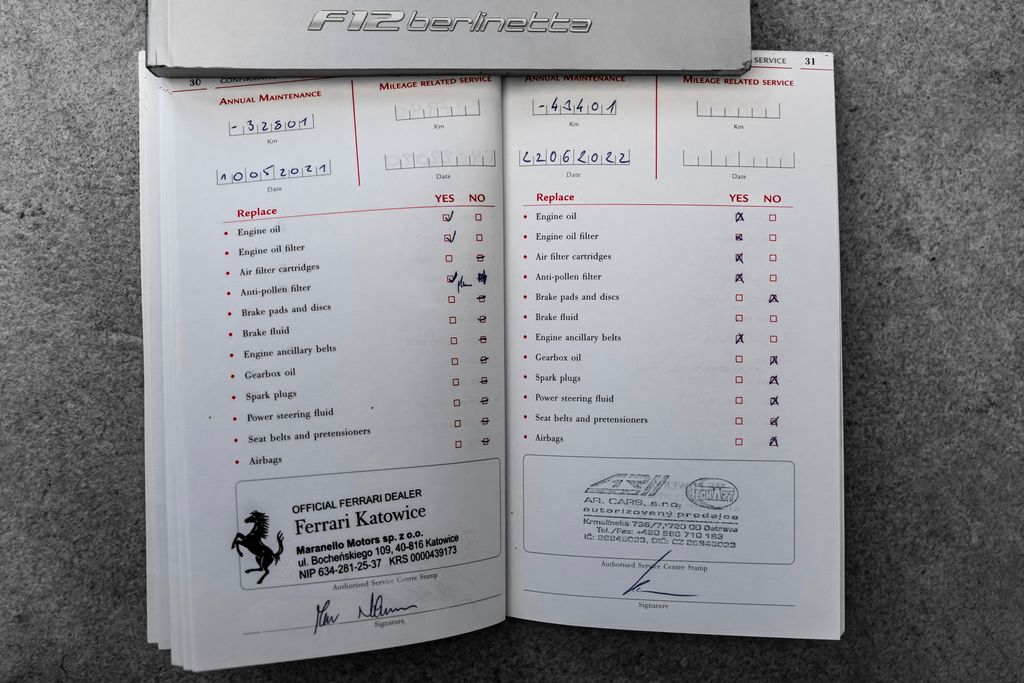 F12 berlinetta
30
ANNUAL MAINTENANCE
MILEAGE RELATED SERVICE
-32801
Km
Km
10052021
Date
Date
Replace
YES NO
• Engine oil
• Engine oil filter
• Air filter cartridges
• Anti-pollen filter
• Brake pads and discs
• Brake fluid
• Engine ancillary belts
• Gearbox oil
• Spark plugs
• Power steering fluid
• Seat belts and pretensioners
• Airbags
OFFICIAL FERRARI DEALER
Ferrari Katowice
Maranello Motors sp. z o.o.
ul. Bocheńskiego 109, 40-816 Katowice
NIP 634-281-25-37 KRS 0000439173
Authorised Service Centre Stamp
Signature
SERVICE 31
ANNUAL MAINTENANCE
MILEAGE RELATED SERVICE
-43401
Km
Km
22062022
Date
Date
Replace
YES NO
• Engine oil
• Engine oil filter
• Air filter cartridges
• Anti-pollen filter
• Brake pads and discs
• Brake fluid
• Engine ancillary belts
• Gearbox oil
• Spark plugs
• Power steering fluid
• Seat belts and pretensioners
• Airbags
TECHART
AR. CARS, s.r.o.
autorizovaný prodejce
Tel./Fax:
Authorised Service Centre Stamp
Signature